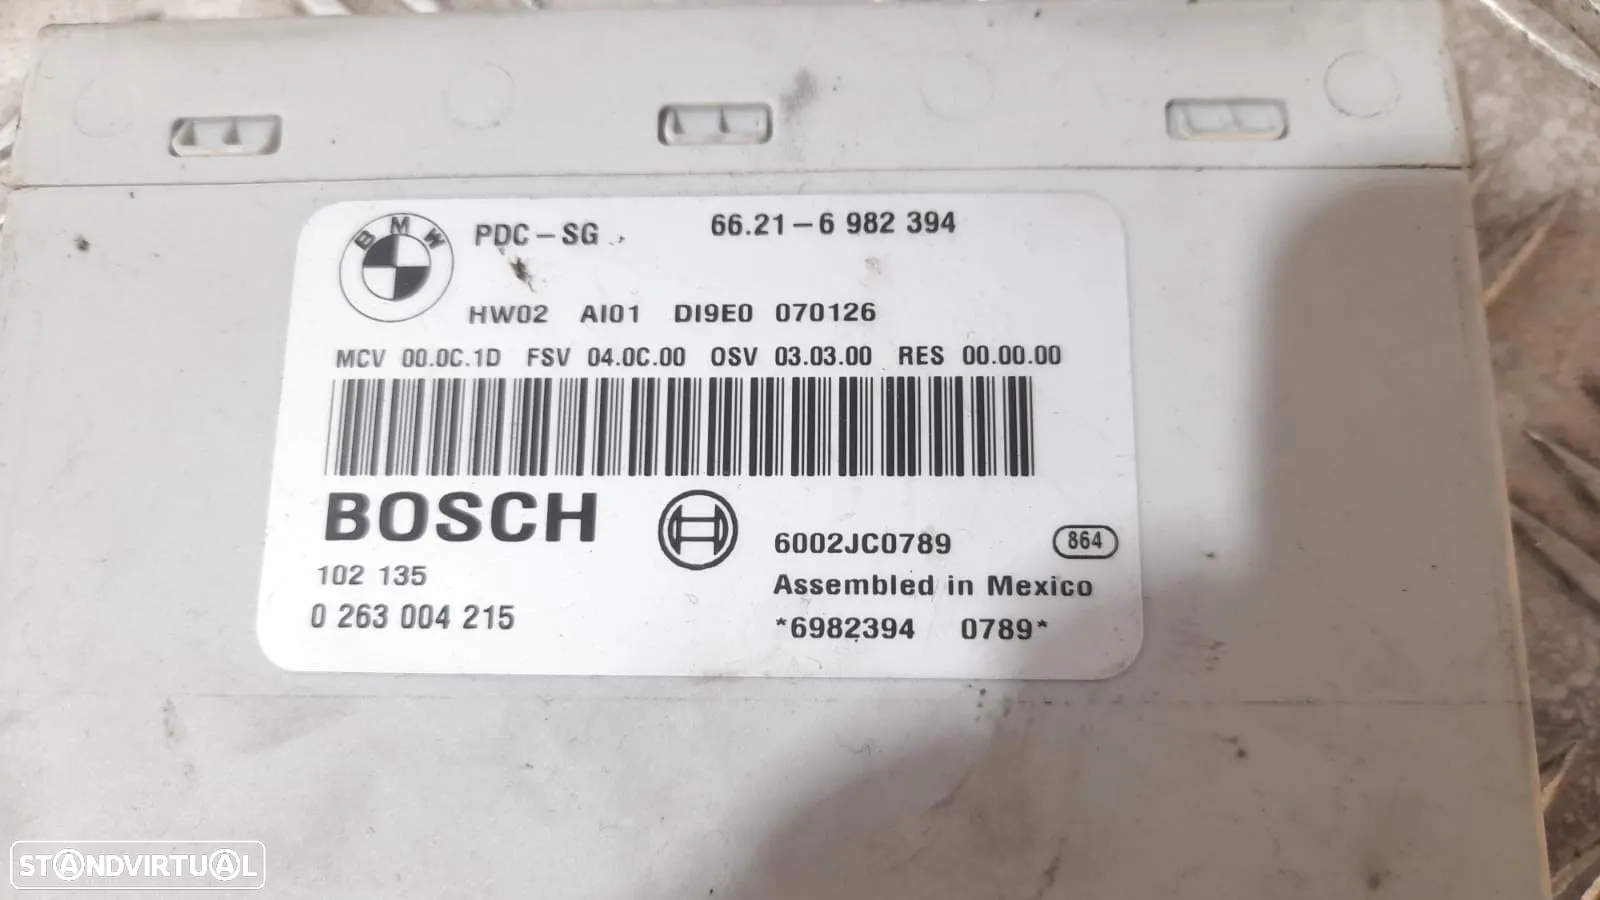 BMW
PDC-SG 66.21-6 982 394
HW02 AI01 DI9E0 070126
MCV 00.0C.1D FSV 04.0C.00 OSV 03.03.00 RES 00.00.00
BOSCH
6002JC0789 864
102 135
Assembled in Mexico
0 263 004 215
*6982394 0789*
STANDVIRTUAL